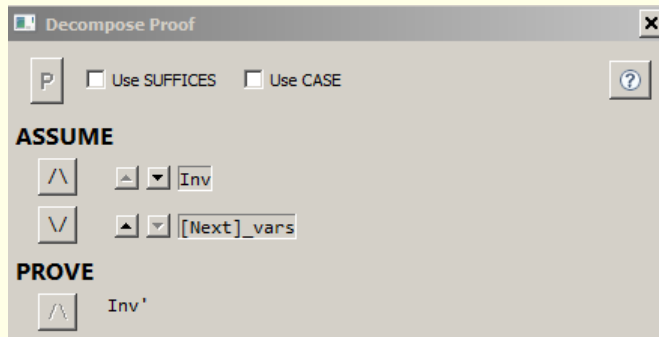 Decompose Proof
P Use SUFFICES Use CASE
ASSUME
/\ Inv
\/ [Next]_vars
PROVE
/\ Inv'